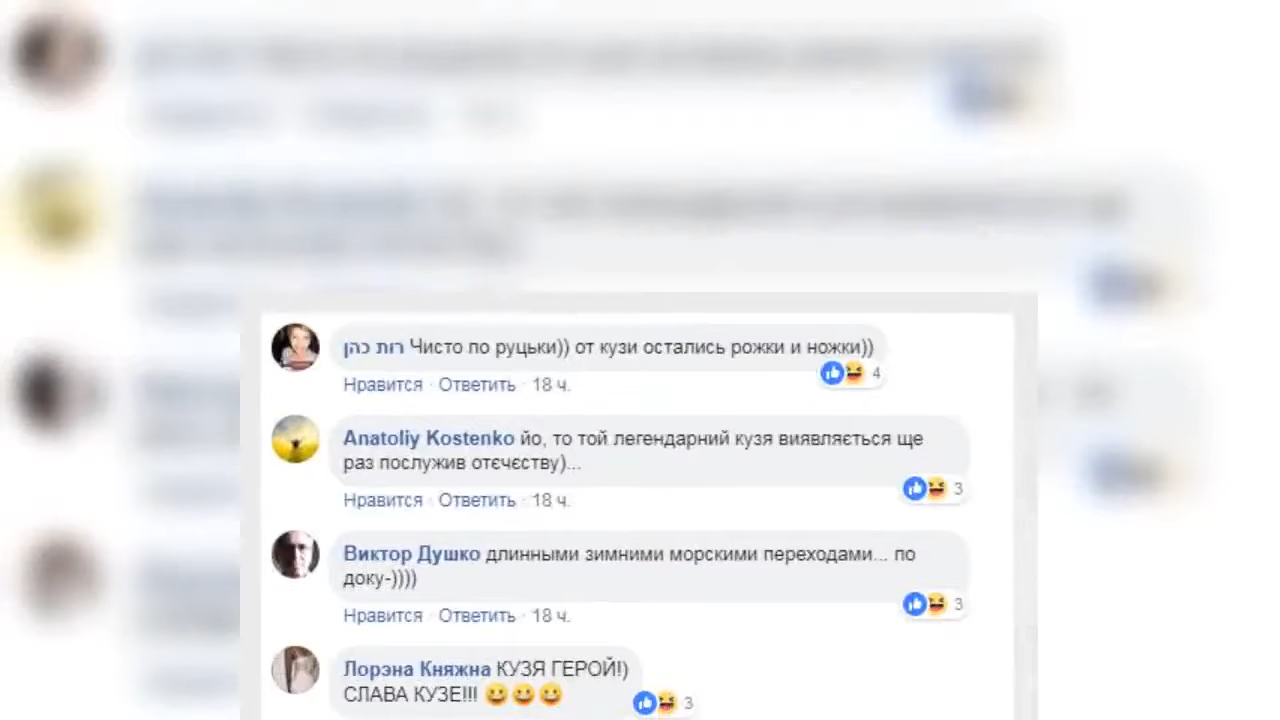 רות כהן Чисто по руцьки)) от кузи остались рожки и ножки))
4
Нравится · Ответить · 18 ч.
Anatoliy Kostenko йо, то той легендарний кузя виявляється ще
раз послужив отєчєству)...
3
Нравится · Ответить · 18 ч.
Виктор Душко длинными зимними морскими переходами... по
доку-))))
3
Нравится · Ответить · 18 ч.
Лорэна Княжна КУЗЯ ГЕРОЙ!)
СЛАВА КУЗЕ!!! 😀😀😀
3